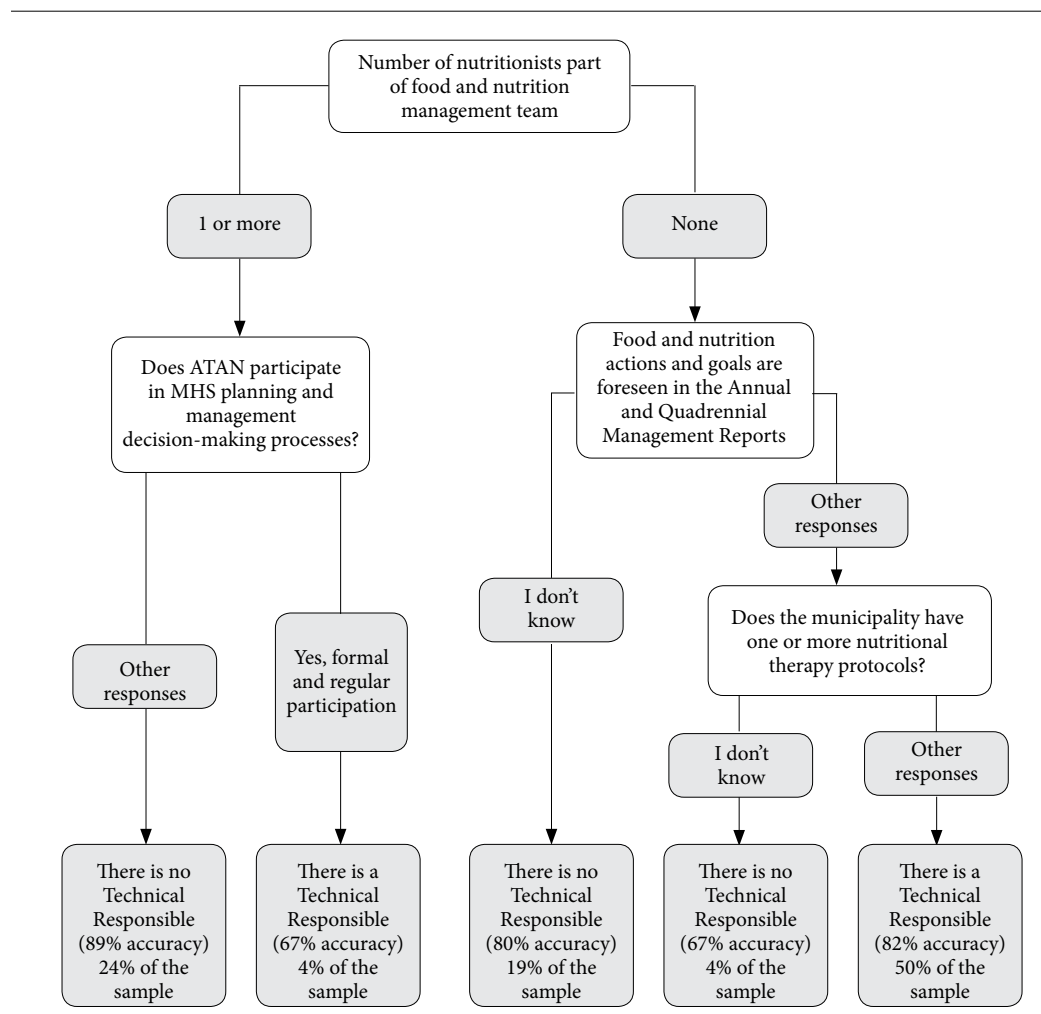 Number of nutritionists part
of food and nutrition
management team
1 or more
None
Does ATAN participate
in MHS planning and
management
decision-making processes?
Food and nutrition
actions and goals are
foreseen in the Annual
and Quadrennial
Management Reports
Other
responses
I don't
know
Does the municipality have
one or more nutritional
therapy protocols?
Other
responses
Yes, formal
and regular
participation
I don't
know
Other
responses
There is no
Technical
Responsible
(89% accuracy)
24% of the
sample
There is a
Technical
Responsible
(67% accuracy)
4% of the
sample
There is no
Technical
Responsible
(80% accuracy)
19% of the
sample
There is no
Technical
Responsible
(67% accuracy)
4% of the
sample
There is a
Technical
Responsible
(82% accuracy)
50% of the
sample